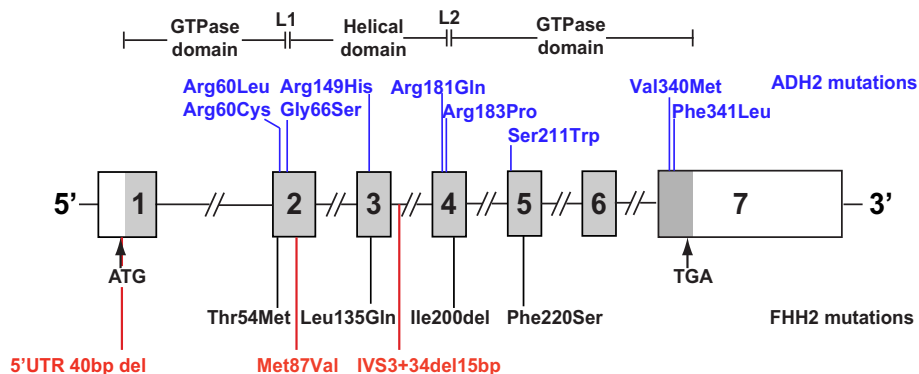 GTPase domain
L1
Helical domain
L2
GTPase domain
Arg60Leu
Arg60Cys
Arg149His
Gly66Ser
Arg181Gln
Arg183Pro
Ser211Trp
Val340Met
Phe341Leu
ADH2 mutations
5’ 1 2 3 4 5 6 7 3’
ATG
TGA
Thr54Met Leu135Gln Ile200del Phe220Ser FHH2 mutations
5’UTR 40bp del Met87Val IVS3+34del15bp